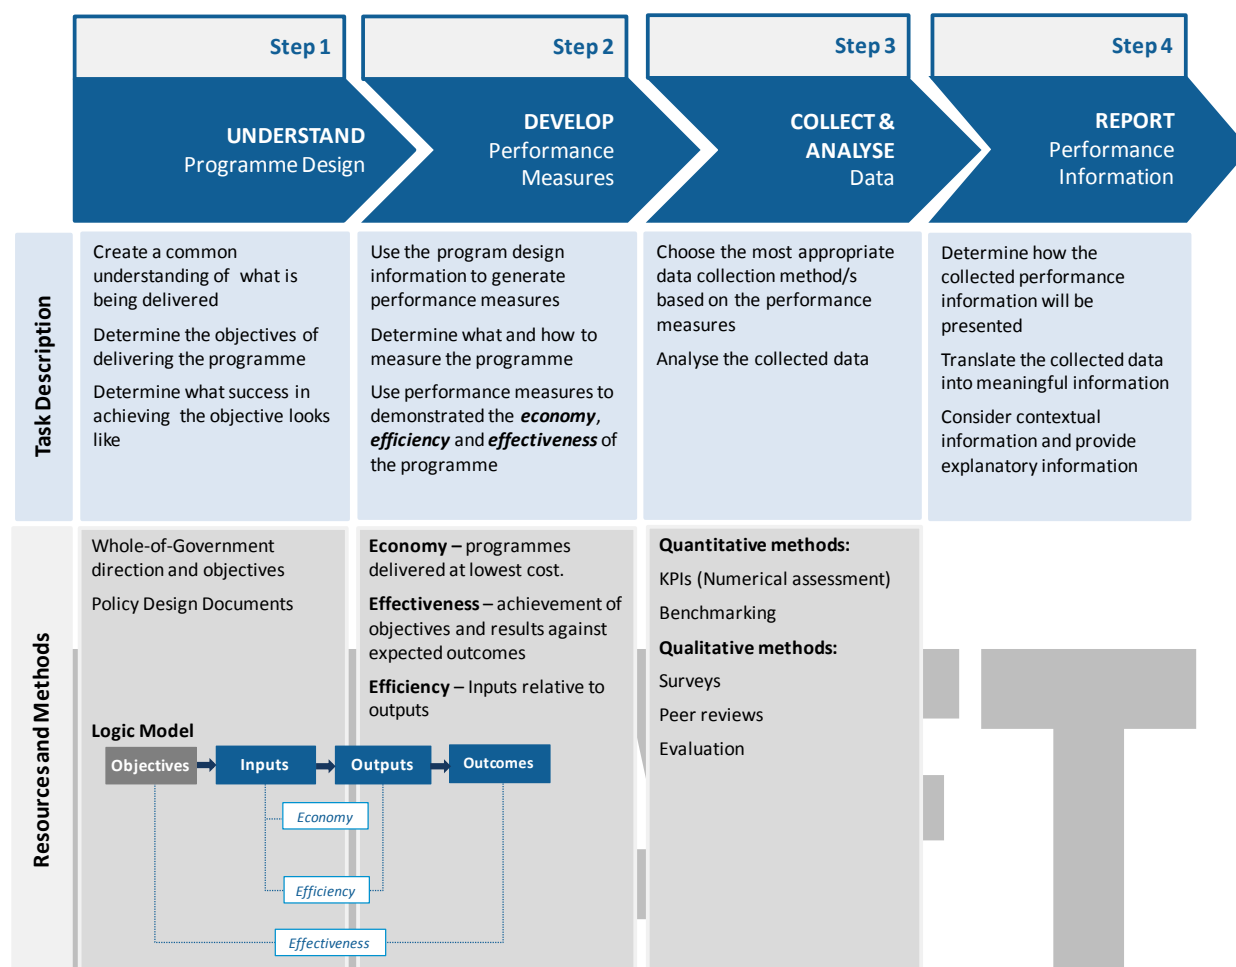 Step 1
Step 2
Step 3
Step 4
UNDERSTAND
Programme Design
DEVELOP
Performance
Measures
COLLECT &
ANALYSE
Data
REPORT
Performance
Information
Task Description
Create a common
understanding of what is
being delivered
Determine the objectives of
delivering the programme
Determine what success in
achieving the objective looks
like
Use the program design
information to generate
performance measures
Determine what and how to
measure the programme
Use performance measures to
demonstrated the economy,
efficiency and effectiveness of
the programme
Choose the most appropriate
data collection method/s
based on the performance
measures
Analyse the collected data
Determine how the
collected performance
information will be
presented
Translate the collected data
into meaningful information
Consider contextual
information and provide
explanatory information
Resources and Methods
Whole-of-Government
direction and objectives
Policy Design Documents
Logic Model
Objectives
Inputs
Outputs
Outcomes
Economy
Efficiency
Effectiveness
Economy – programmes
delivered at lowest cost.
Effectiveness – achievement of
objectives and results against
expected outcomes
Efficiency – Inputs relative to
outputs
Quantitative methods:
KPIs (Numerical assessment)
Benchmarking
Qualitative methods:
Surveys
Peer reviews
Evaluation